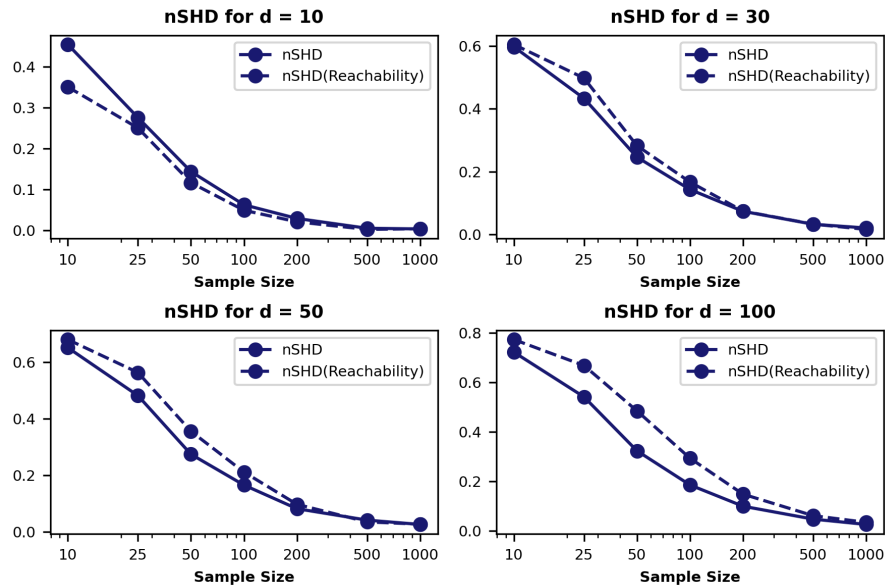 nSHD for d = 10
0.4
0.3
0.2
0.1
0.0
nSHD
nSHD(Reachability)
10 25 50 100 200 500 1000
Sample Size
nSHD for d = 30
0.6
0.4
0.2
0.0
nSHD
nSHD(Reachability)
10 25 50 100 200 500 1000
Sample Size
nSHD for d = 50
0.6
0.4
0.2
0.0
nSHD
nSHD(Reachability)
10 25 50 100 200 500 1000
Sample Size
nSHD for d = 100
0.8
0.6
0.4
0.2
0.0
nSHD
nSHD(Reachability)
10 25 50 100 200 500 1000
Sample Size